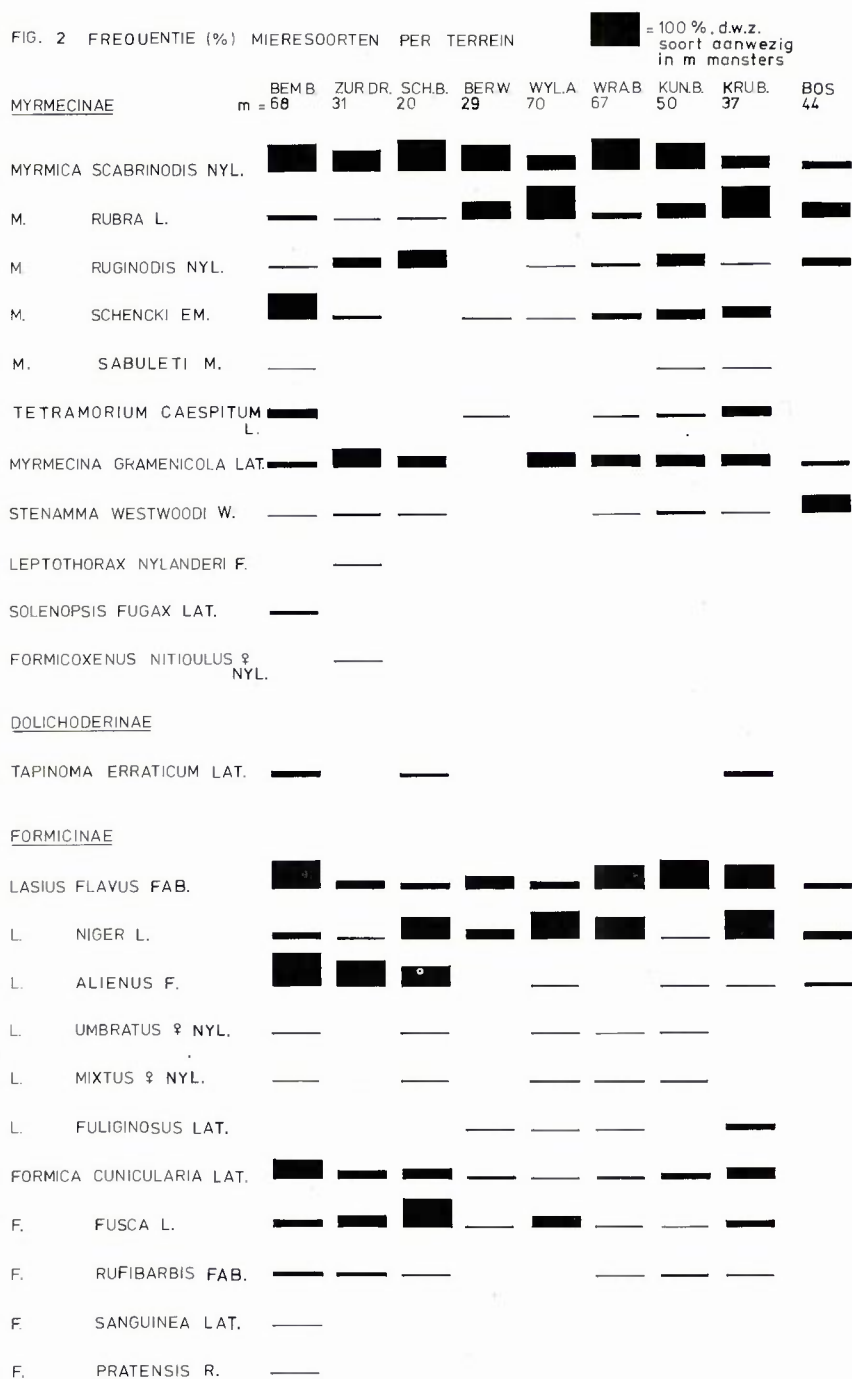 FIG. 2 FREQUENTIE (%) MIERESOORTEN PER TERREIN
= 100 %, d.w.z.
soort aanwezig
in m monsters
BEM.B. ZUR DR. SCH.B. BERW. WYL.A. WRA.B. KUN.B. KRU.B. BOS
MYRMECINAE m = 68 31 20 29 70 67 50 37 44
MYRMICA SCABRINODIS NYL.
M. RUBRA L.
M. RUGINODIS NYL.
M. SCHENCKI EM.
M. SABULETI M.
TETRAMORIUM CAESPITUM
L.
MYRMECINA GRAMENICOLA LAT.
STENAMMA WESTWOODI W.
LEPTOTHORAX NYLANDERI F.
SOLENOPSIS FUGAX LAT.
FORMICOXENUS NITIOULUS ♀
NYL.
DOLICHODERINAE
TAPINOMA ERRATICUM LAT.
FORMICINAE
LASIUS FLAVUS FAB.
L. NIGER L.
L. ALIENUS F.
L. UMBRATUS ♀ NYL.
L. MIXTUS ♀ NYL.
L. FULIGINOSUS LAT.
FORMICA CUNICULARIA LAT.
F. FUSCA L.
F. RUFIBARBIS FAB.
F. SANGUINEA LAT.
F. PRATENSIS R.